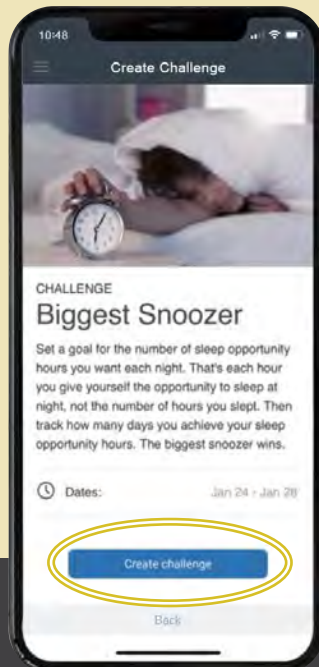 10:48
Create Challenge
CHALLENGE
Biggest Snoozer
Set a goal for the number of sleep opportunity
hours you want each night. That's each hour
you give yourself the opportunity to sleep at
night, not the number of hours you slept. Then
track how many days you achieve your sleep
opportunity hours. The biggest snoozer wins.
Dates: Jan 24 - Jan 28
Create challenge
Back